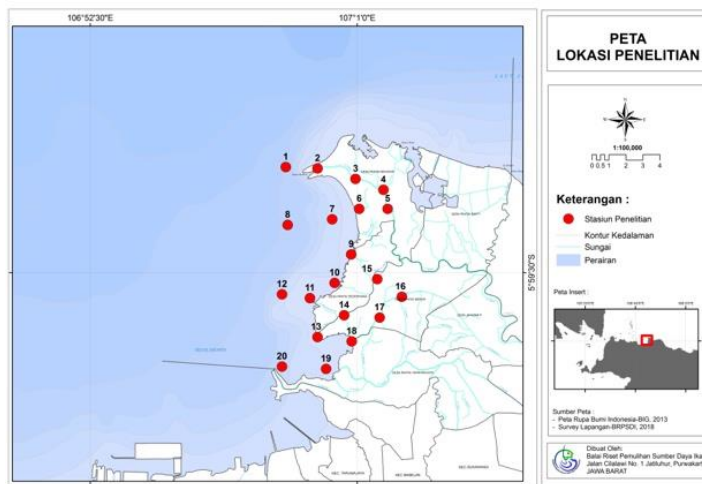 106°52'30"E
107°1'0"E
5°59'30"S
1
2
3
4
5
6
7
8
9
10
11
12
13
14
15
16
17
18
19
20
PETA
LOKASI PENELITIAN
1:100,000
0 0.5 1 2 3 4
Keterangan :
Stasiun Penelitian
Kontur Kedalaman
Sungai
Perairan
Peta Insert :
Sumber Peta :
- Peta Rupa Bumi Indonesia-BIG, 2013
- Survey Lapangan-BRPSDI, 2018
Dibuat Oleh:
Balai Riset Pemulihan Sumber Daya Ika
Jalan Cilalawi No. 1 Jatiluhur, Purwakart
JAWA BARAT